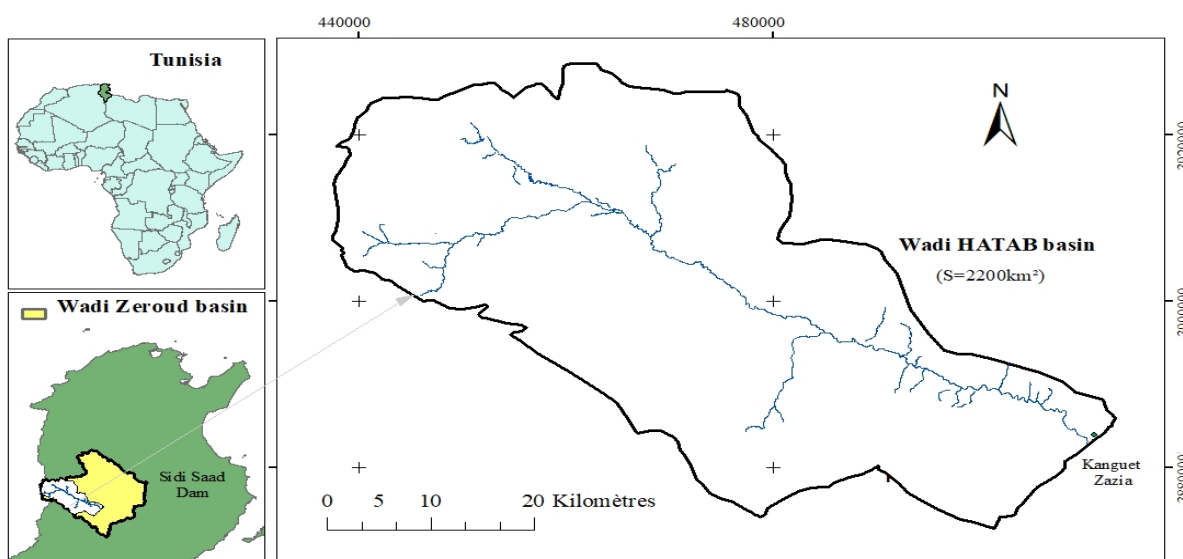 440000
480000
Tunisia
N
Wadi HATAB basin
(S=2200km²)
Wadi Zeroud basin
Sidi Saad
Dam
Kanguet
Zazia
0 5 10 20 Kilomètres